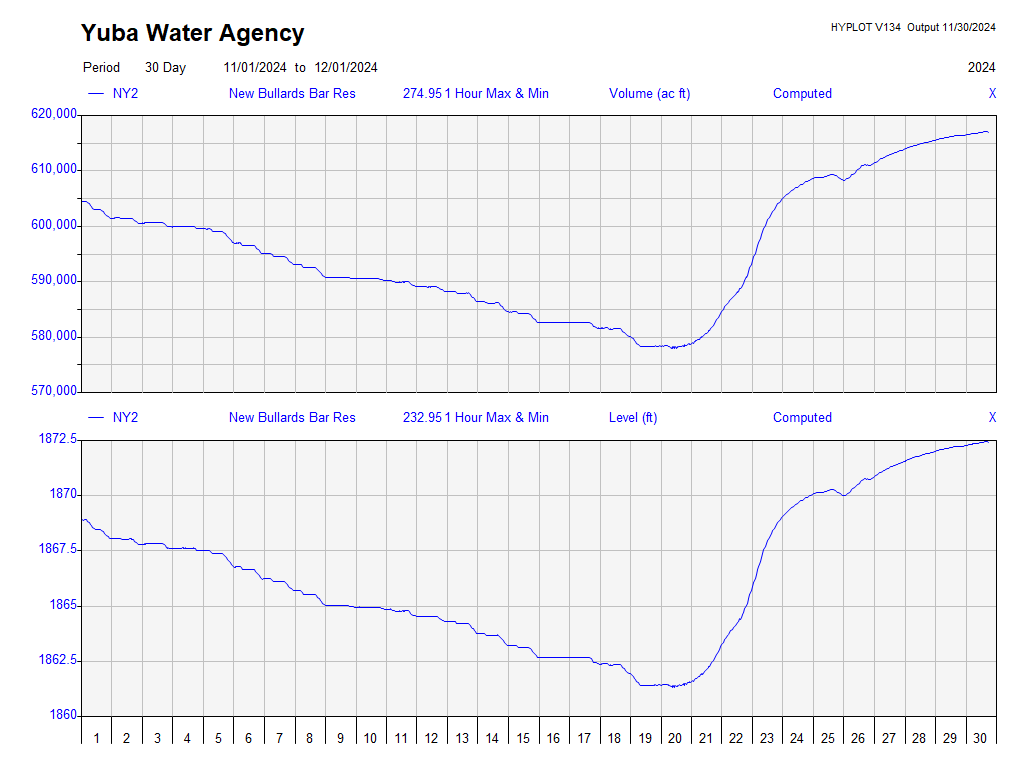 Yuba Water Agency
HYPLOT V134 Output 11/30/2024
Period 30 Day 11/01/2024 to 12/01/2024 2024
NY2 New Bullards Bar Res 274.95 1 Hour Max & Min Volume (ac ft) Computed X
620,000
610,000
600,000
590,000
580,000
570,000
NY2 New Bullards Bar Res 232.95 1 Hour Max & Min Level (ft) Computed X
1872.5
1870
1867.5
1865
1862.5
1860
1 2 3 4 5 6 7 8 9 10 11 12 13 14 15 16 17 18 19 20 21 22 23 24 25 26 27 28 29 30